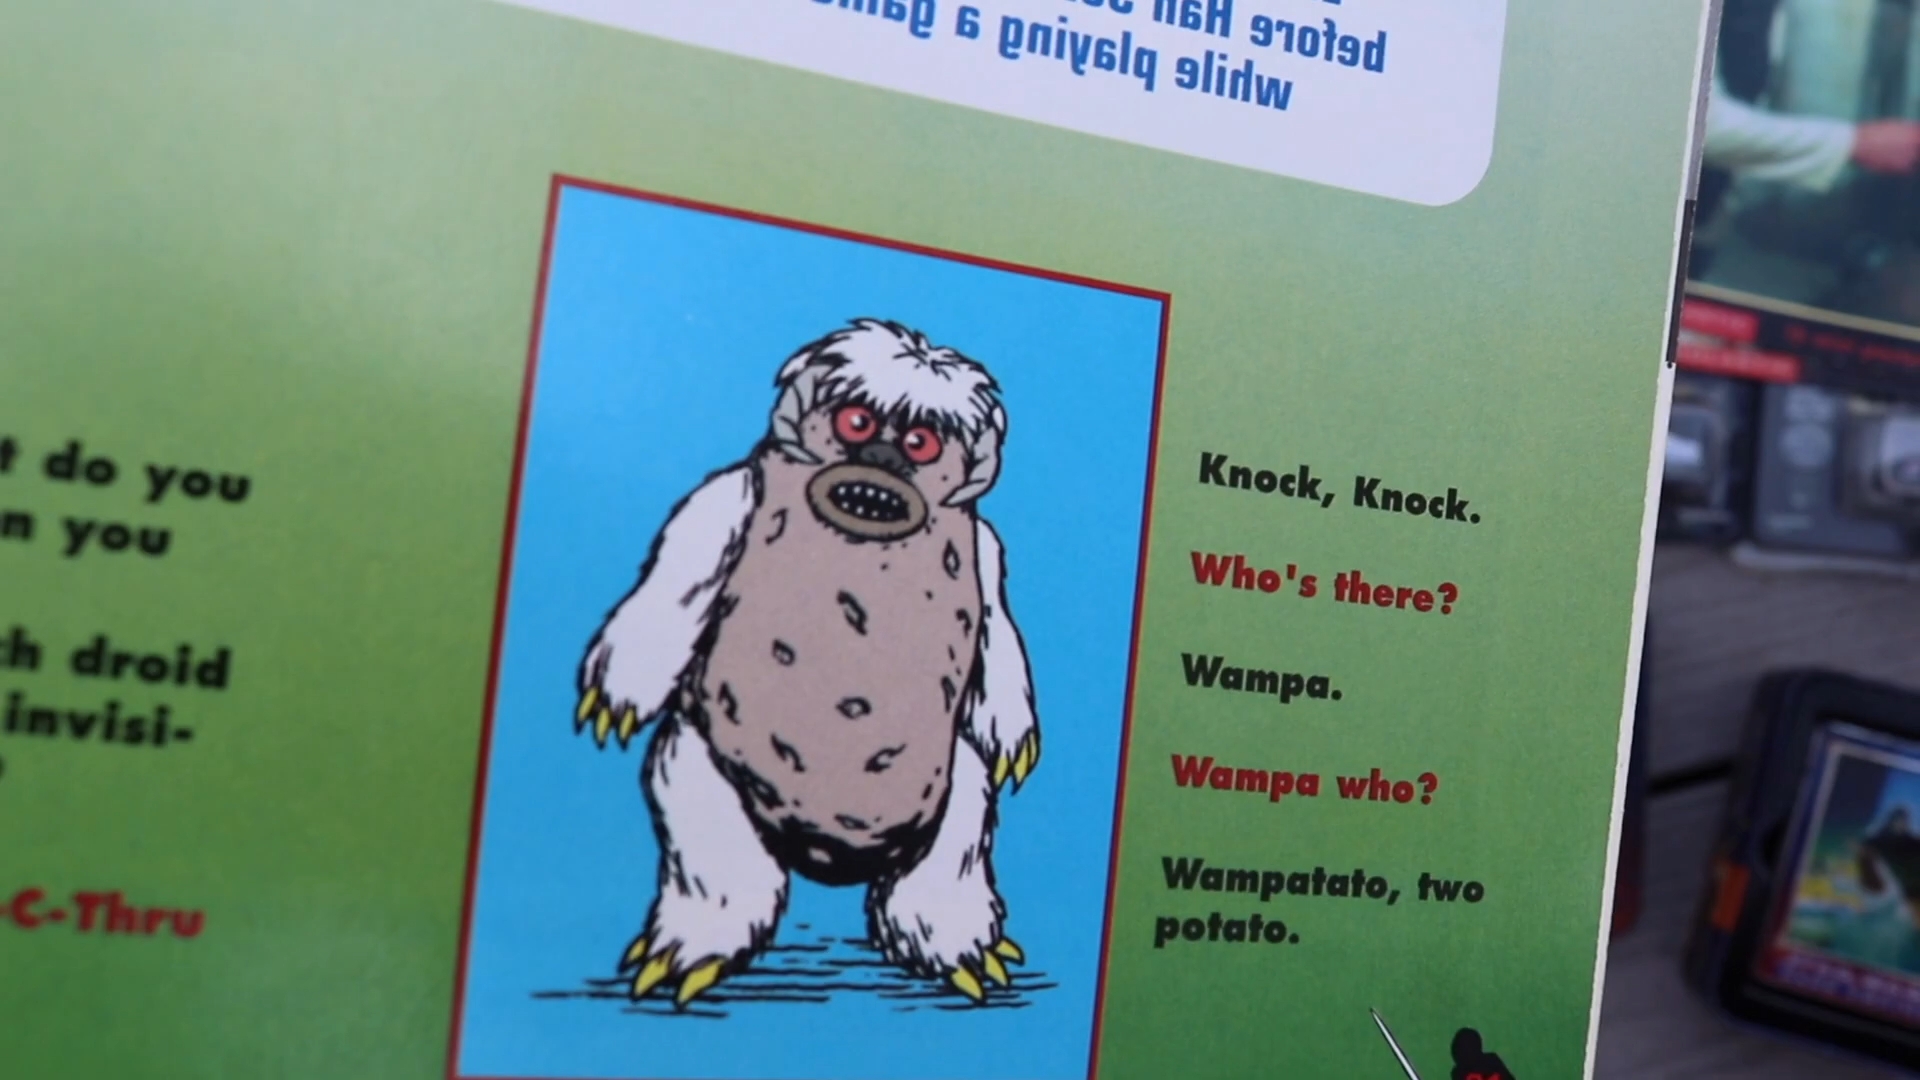 before Han
while playing a
t do you
n you
ch droid
invisi-
-C-Thru
Knock, Knock.
Who's there?
Wampa.
Wampa who?
Wampatato, two
potato.